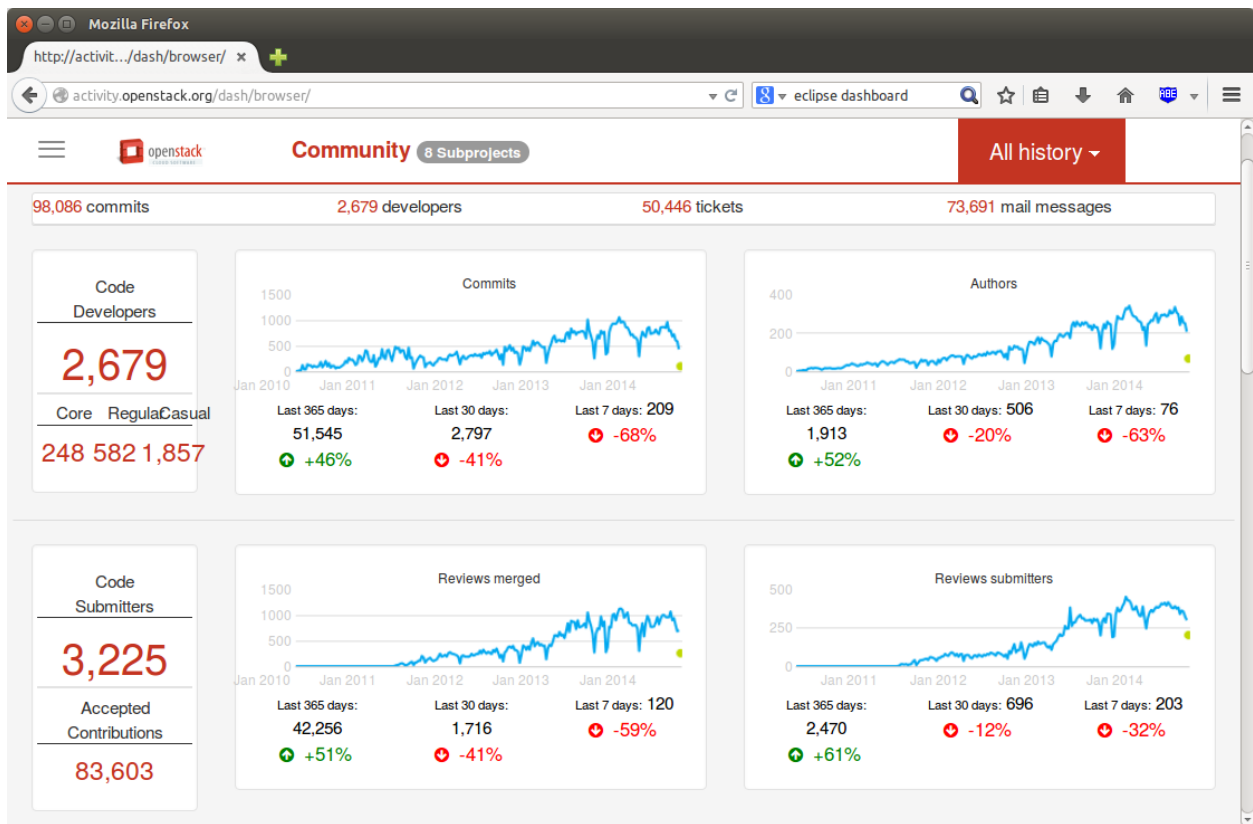 Mozilla Firefox
http://activit.../dash/browser/
activity.openstack.org/dash/browser/
eclipse dashboard
ABE
openstack
CLOUD SOFTWARE
Community 8 Subprojects
All history
98,086 commits 2,679 developers 50,446 tickets 73,691 mail messages
Code
Developers
2,679
Core Regular Casual
248 582 1,857
Commits
1500
1000
500
0
Jan 2010 Jan 2011 Jan 2012 Jan 2013 Jan 2014
Last 365 days: Last 30 days: Last 7 days: 209
51,545 2,797 -68%
+46% -41%
Authors
400
200
0
Jan 2011 Jan 2012 Jan 2013 Jan 2014
Last 365 days: Last 30 days: 506 Last 7 days: 76
1,913 -20% -63%
+52%
Code
Submitters
3,225
Accepted
Contributions
83,603
Reviews merged
1500
1000
500
0
Jan 2010 Jan 2011 Jan 2012 Jan 2013 Jan 2014
Last 365 days: Last 30 days: Last 7 days: 120
42,256 1,716 -59%
+51% -41%
Reviews submitters
500
250
0
Jan 2011 Jan 2012 Jan 2013 Jan 2014
Last 365 days: Last 30 days: 696 Last 7 days: 203
2,470 -12% -32%
+61%